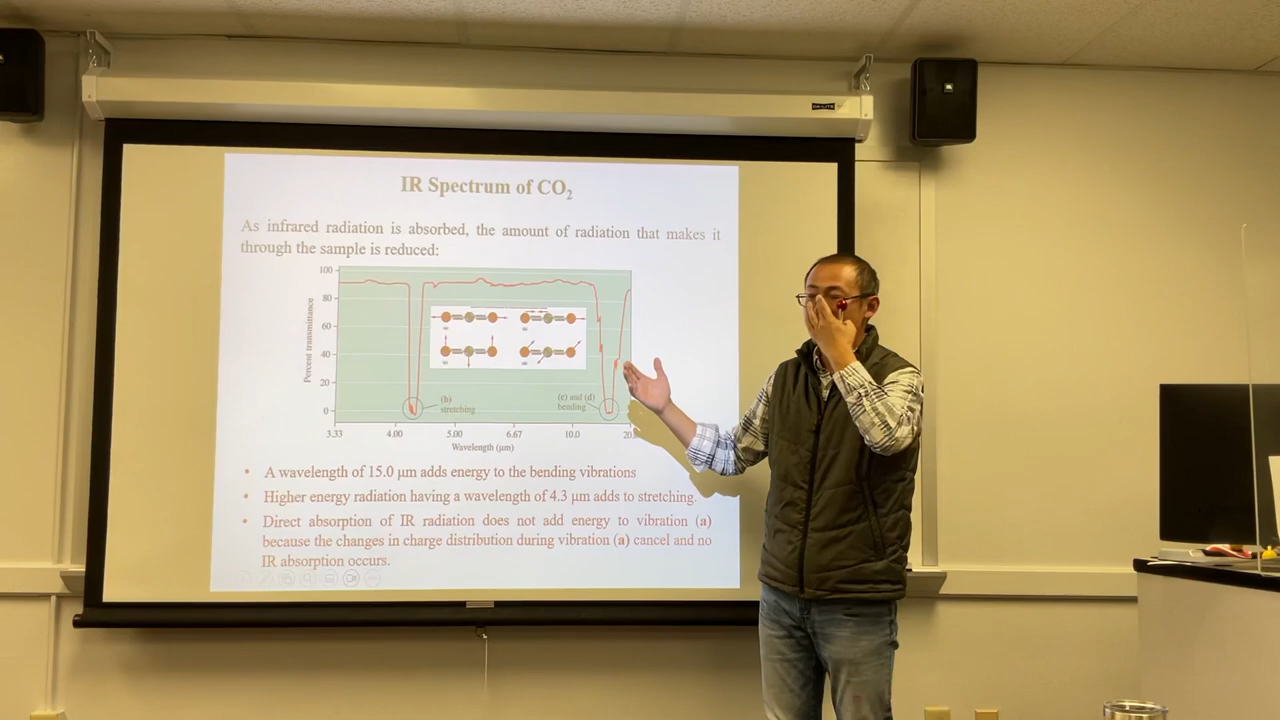 DA-LITE
JBL
IR Spectrum of CO₂
As infrared radiation is absorbed, the amount of radiation that makes it
through the sample is reduced:
100
80
60
40
20
0
Percent transmittance
(b)
stretching
(c) and (d)
bending
3.33 4.00 5.00 6.67 10.0 20
Wavelength (μm)
• A wavelength of 15.0 μm adds energy to the bending vibrations
• Higher energy radiation having a wavelength of 4.3 μm adds to stretching.
• Direct absorption of IR radiation does not add energy to vibration (a)
because the changes in charge distribution during vibration (a) cancel and no
IR absorption occurs.